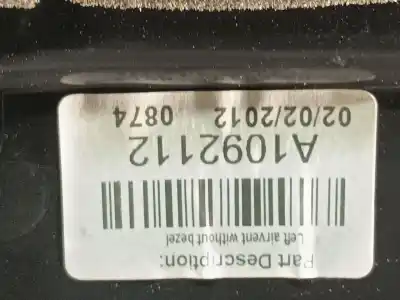 Part Description:
Left airvent without bezel
A1092112
02/02/2012 0874